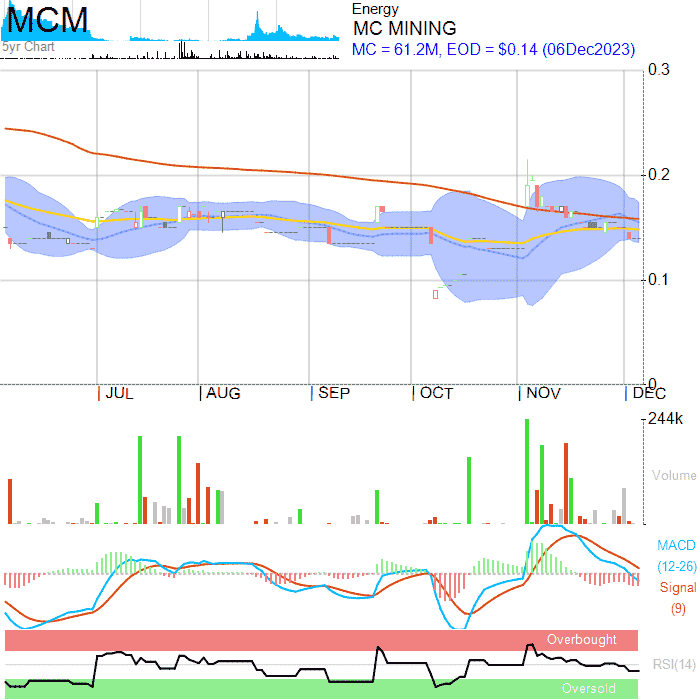 MCM
5yr Chart
Energy
MC MINING
MC = 61.2M, EOD = $0.14 (06Dec2023)
0.3
0.2
0.1
0
JUL AUG SEP OCT NOV DEC
244k
Volume
MACD
(12-26)
Signal
(9)
Overbought
RSI(14)
Oversold